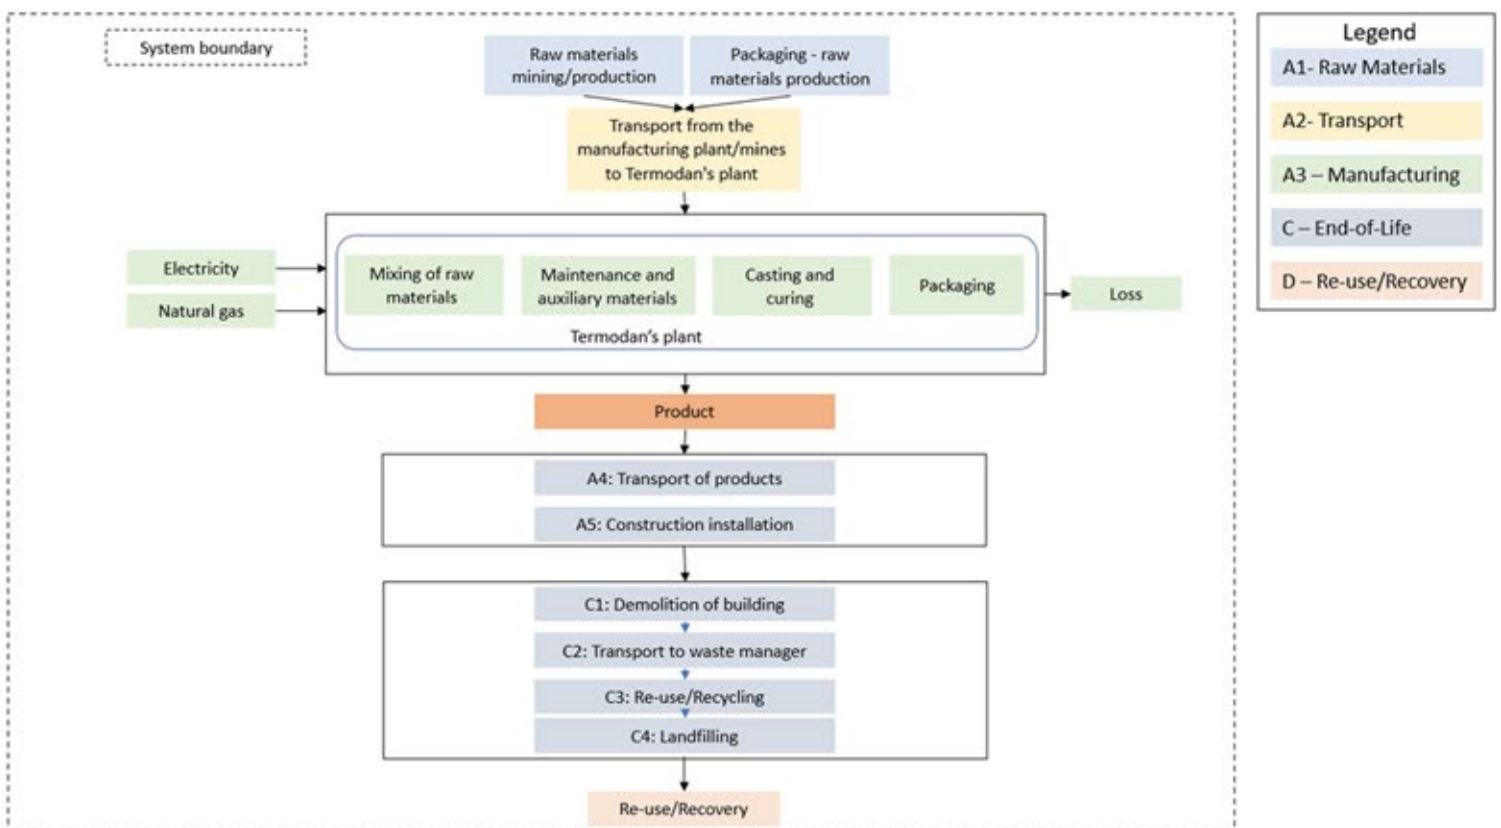 System boundary
Raw materials
mining/production
Packaging - raw
materials production
Transport from the
manufacturing plant/mines
to Termodan's plant
Electricity
Natural gas
Mixing of raw
materials
Maintenance and
auxiliary materials
Casting and
curing
Packaging
Termodan's plant
Loss
Product
A4: Transport of products
A5: Construction installation
C1: Demolition of building
C2: Transport to waste manager
C3: Re-use/Recycling
C4: Landfilling
Re-use/Recovery
Legend
A1- Raw Materials
A2- Transport
A3 – Manufacturing
C – End-of-Life
D – Re-use/Recovery